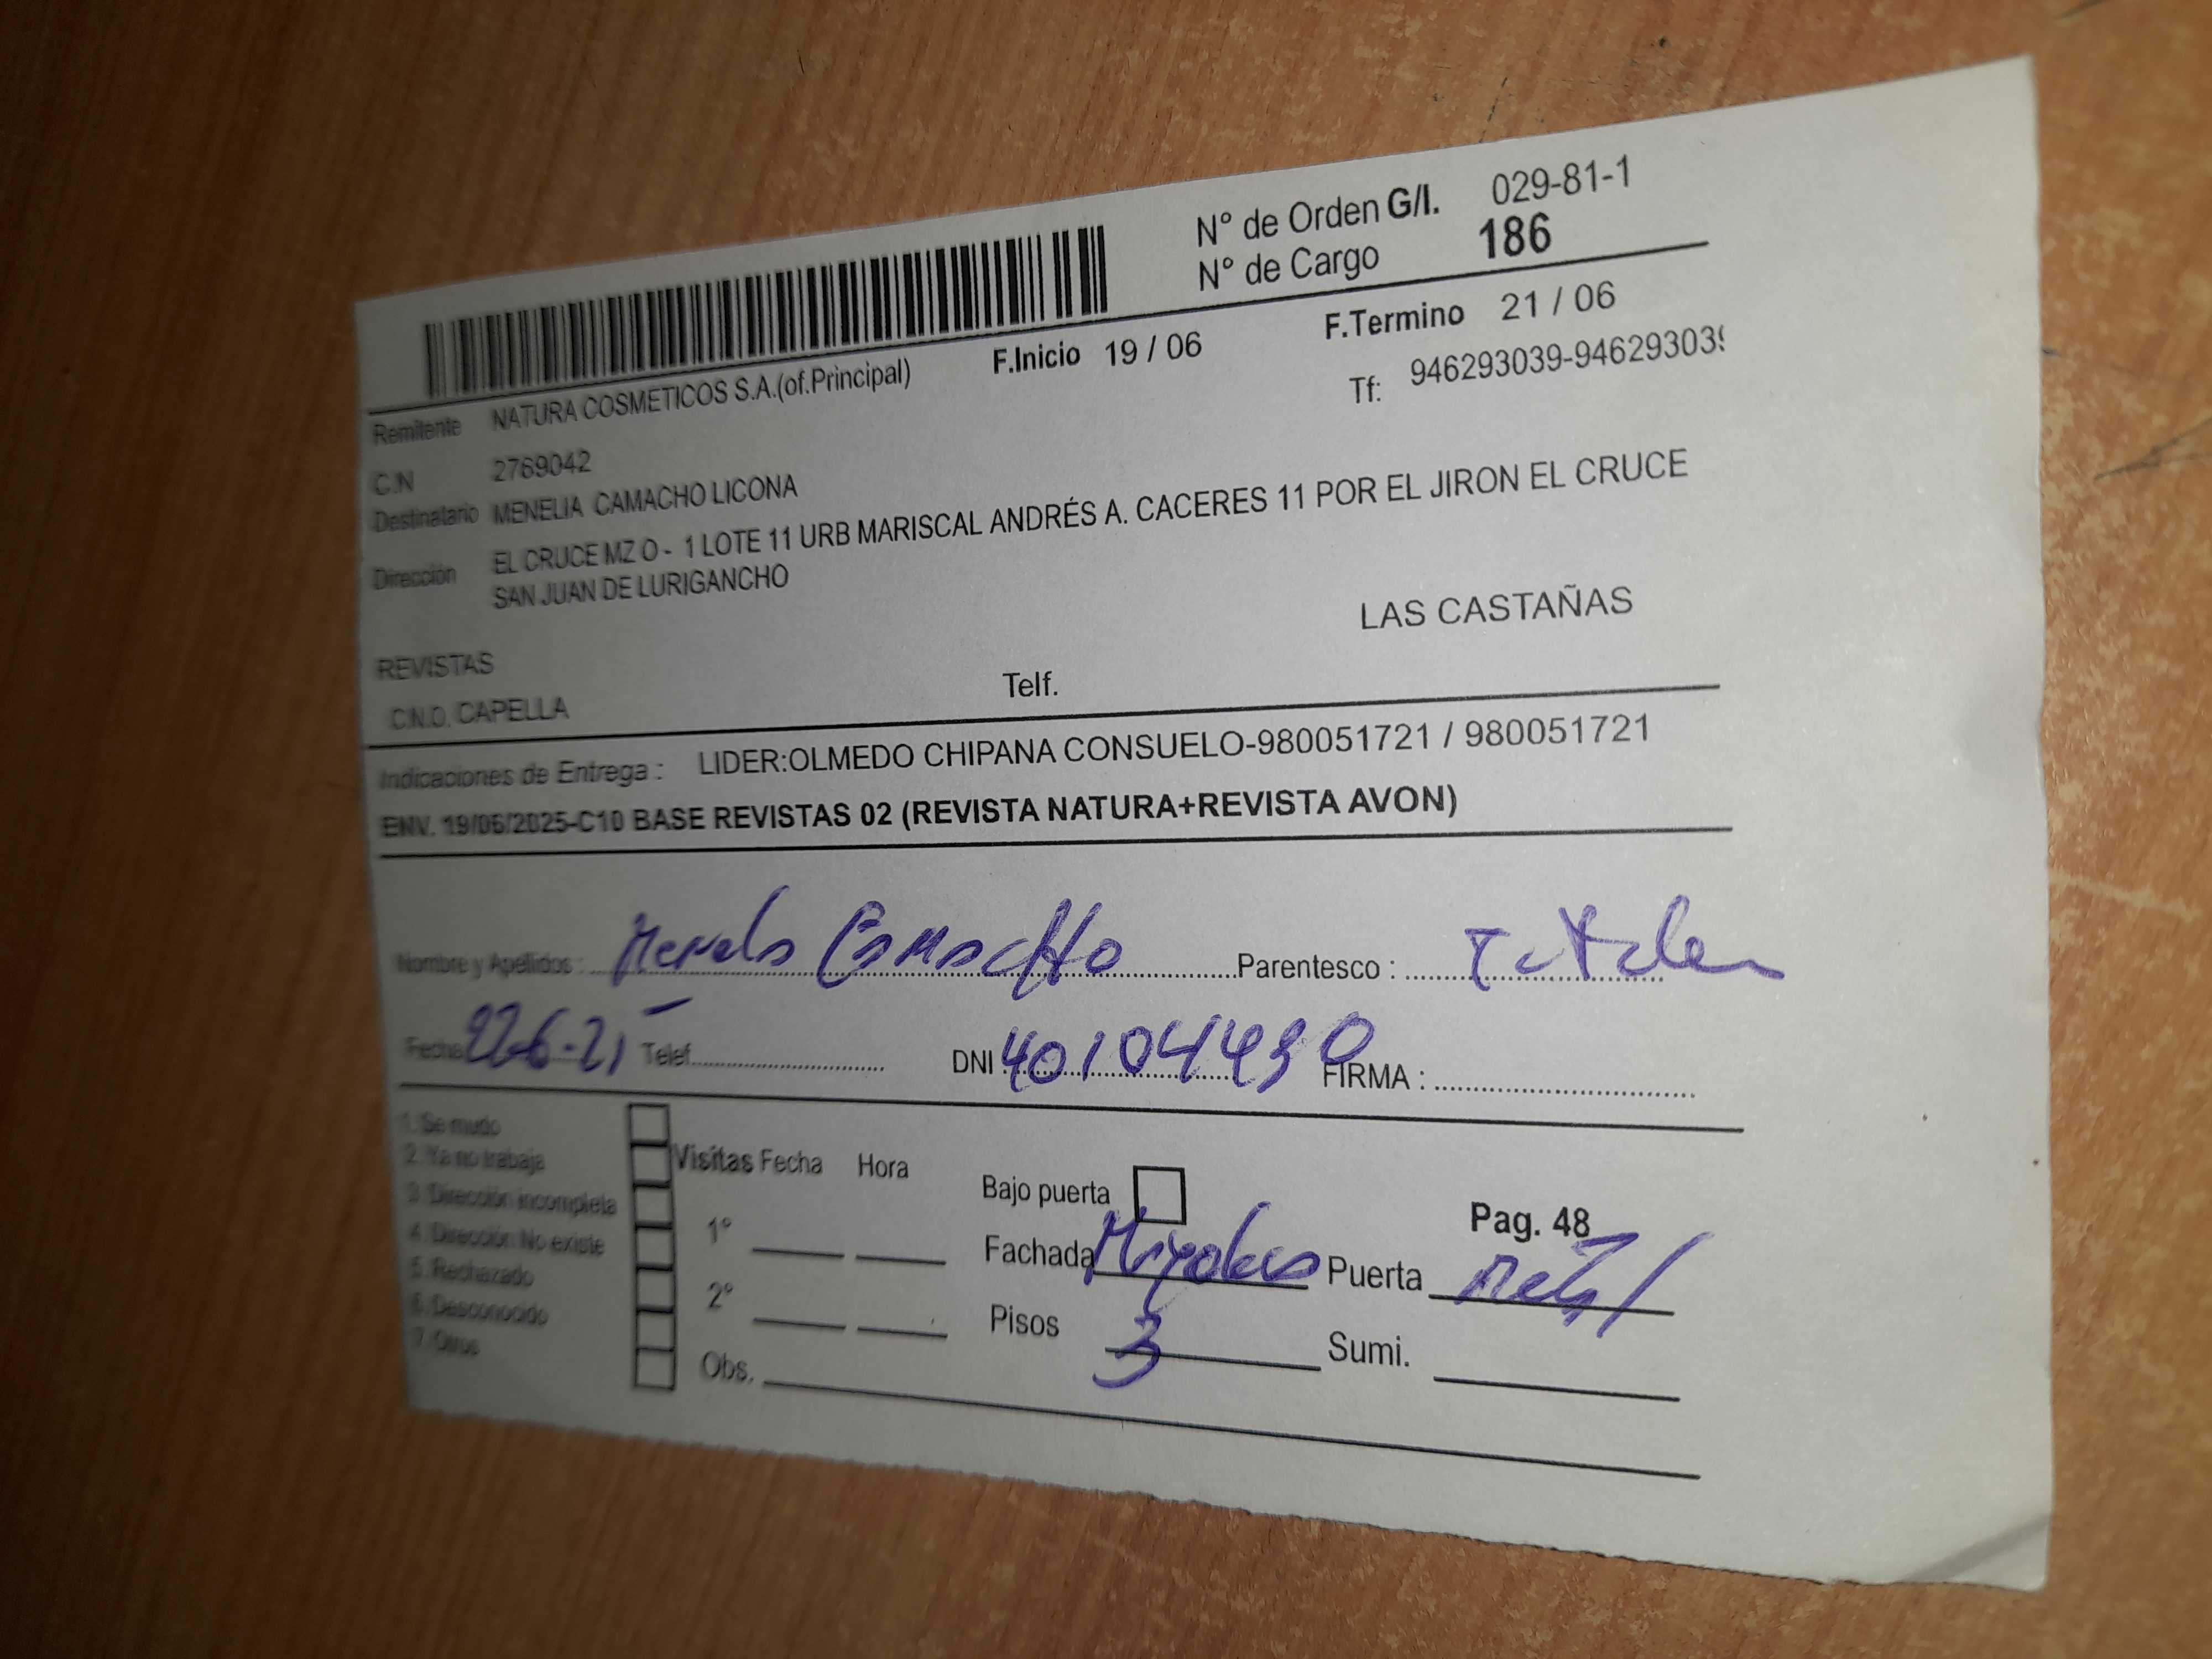 N° de Orden G/I. 029-81-1
N° de Cargo 186
F.Inicio 19 / 06 F.Termino 21 / 06
Remitente NATURA COSMETICOS S.A.(of.Principal) Tf: 946293039-946293039
C.N 2769042
Destinatario MENELIA CAMACHO LICONA
Dirección EL CRUCE MZ O - 1 LOTE 11 URB MARISCAL ANDRÉS A. CACERES 11 POR EL JIRON EL CRUCE
SAN JUAN DE LURIGANCHO
LAS CASTAÑAS
REVISTAS
C.N.O. CAPELLA Telf.
Indicaciones de Entrega : LIDER:OLMEDO CHIPANA CONSUELO-980051721 / 980051721
ENV. 19/06/2025-C10 BASE REVISTAS 02 (REVISTA NATURA+REVISTA AVON)
Nombre y Apellidos : Camacho Parentesco :
Fecha Telef. DNI FIRMA :
1. Se mudo
2. Ya no trabaja
3. Dirección incompleta
4. Dirección No existe
5. Rechazado
6. Desconocido
7. Otros
Visitas Fecha Hora
1°
2°
Obs.
Bajo puerta
Pag. 48
Fachada Puerta
Pisos 3 Sumi.